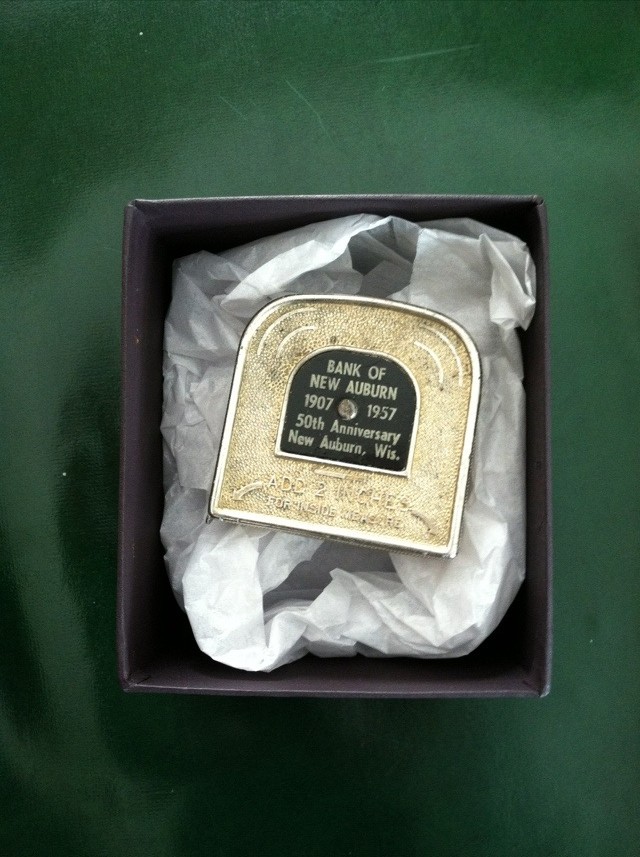 BANK OF
NEW AUBURN
1907 1957
50th Anniversary
New Auburn, Wis.
ADD 2 INCHES
FOR INSIDE MEASURE